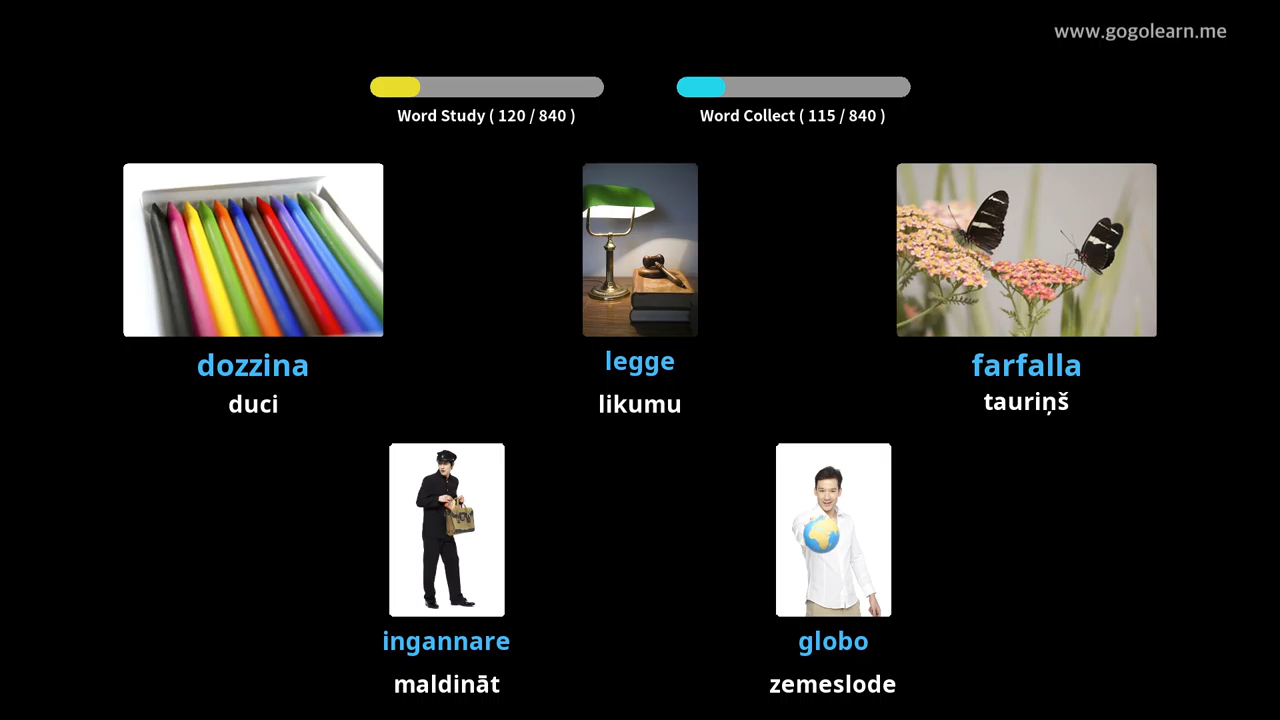 www.gogolearn.me
Word Study ( 120 / 840 )
Word Collect ( 115 / 840 )
dozzina
duci
legge
likumu
farfalla
tauriņš
ingannare
maldināt
globo
zemeslode